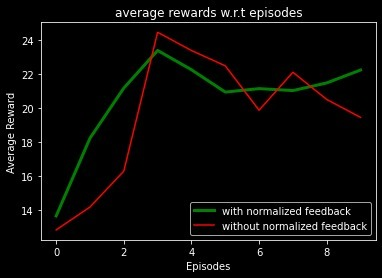 average rewards w.r.t episodes
24
22
20
18
16
14
Average Reward
with normalized feedback
without normalized feedback
0 2 4 6 8
Episodes